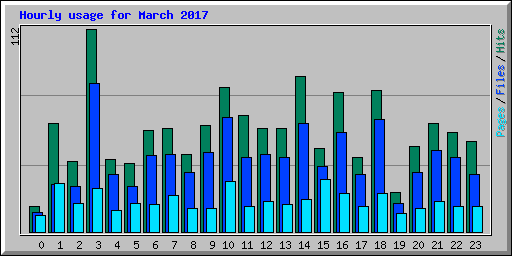 Hourly usage for March 2017
112
Pages/Files/Hits
0 1 2 3 4 5 6 7 8 9 10 11 12 13 14 15 16 17 18 19 20 21 22 23